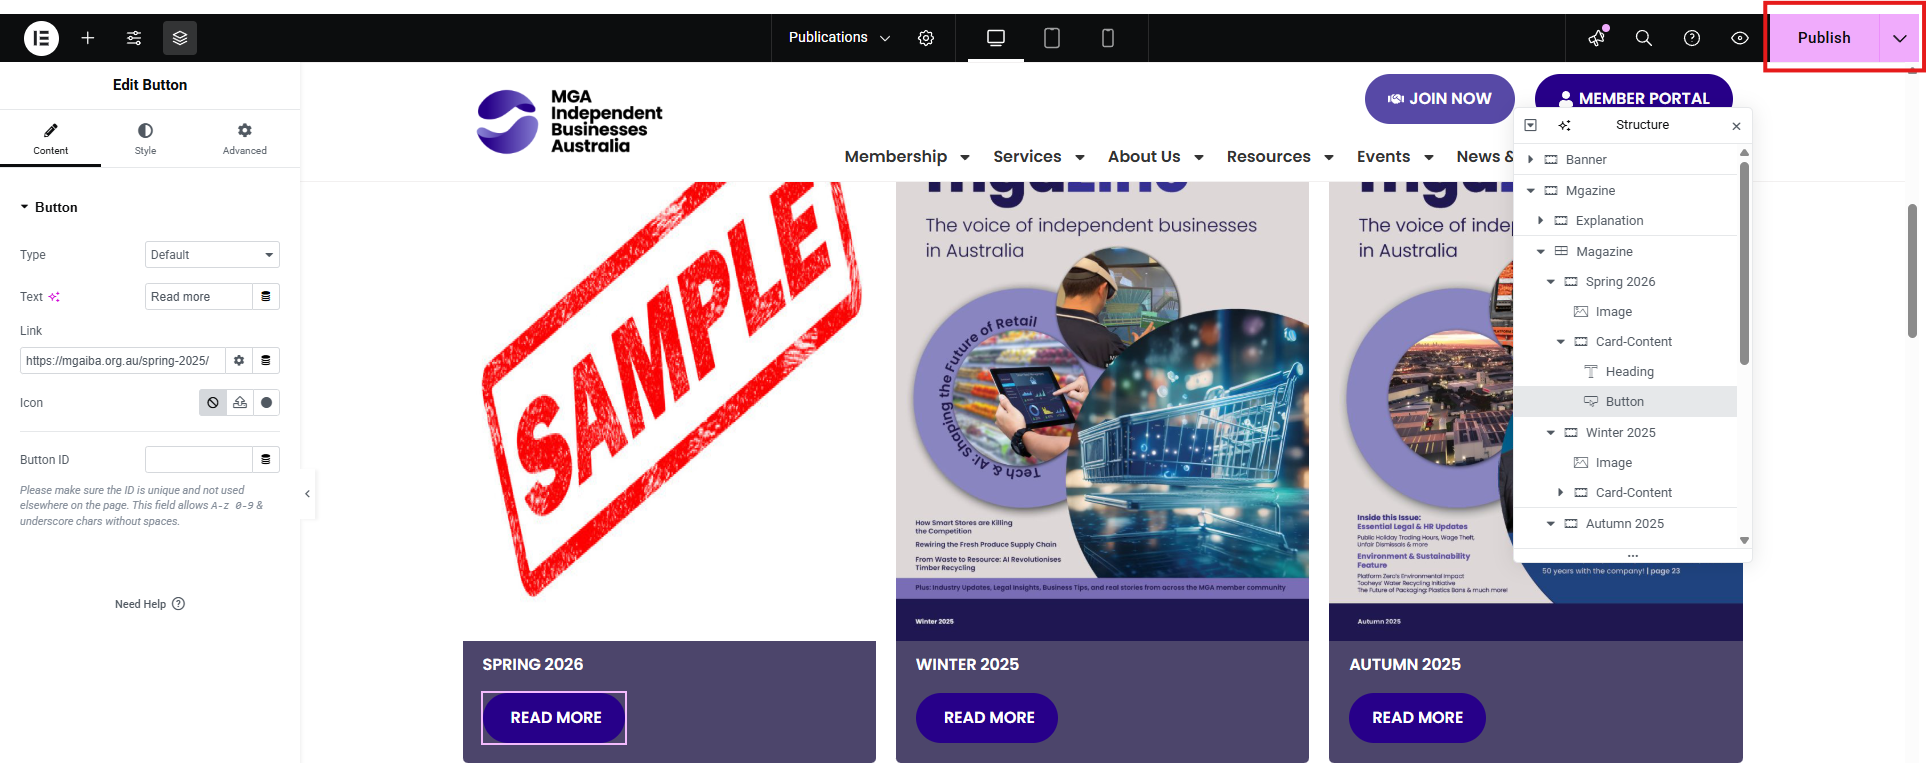 Publications
Publish
Edit Button
Content
Style
Advanced
Button
Type
Default
Text
Read more
Link
https://mgaiba.org.au/spring-2025/
Icon
Button ID
Please make sure the ID is unique and not used
elsewhere on the page. This field allows A-z 0-9 &
underscore chars without spaces.
Need Help
MGA
Independent
Businesses
Australia
JOIN NOW
MEMBER PORTAL
Membership
Services
About Us
Resources
Events
News &
SAMPLE
SPRING 2026
READ MORE
mgazine
The voice of independent businesses
in Australia
Tech & AI: Shaping the Future of Retail
How Smart Stores are Killing
the Competition
Rewiring the Fresh Produce Supply Chain
From Waste to Resource: AI Revolutionises
Timber Recycling
Plus: Industry Updates, Legal Insights, Business Tips, and real stories from across the MGA member community
Winter 2025
WINTER 2025
READ MORE
The voice of indep
in Australia
Inside this Issue:
Essential Legal & HR Updates
Public Holiday Trading Hours, Wage Theft,
Unfair Dismissals & more
Environment & Sustainability
Feature
Platform Zero's Environmental Impact
Tooheys' Water Recycling Initiative
The Future of Packaging: Plastics Bans & much more!
50 years with the company! | page 23
Autumn 2025
AUTUMN 2025
READ MORE
Structure
Banner
Mgazine
Explanation
Magazine
Spring 2026
Image
Card-Content
Heading
Button
Winter 2025
Image
Card-Content
Autumn 2025